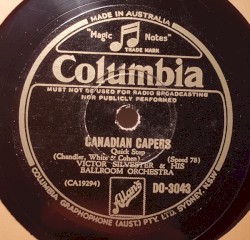 MADE IN AUSTRALIA
"Magic Notes"
TRADE MARK
Columbia
MUST NOT BE USED FOR RADIO BROADCASTING
NOR PUBLICLY PERFORMED
CANADIAN CAPERS
Quick Step
(Chandler, White & Cohen) (Speed 78)
VICTOR SILVESTER & HIS
BALLROOM ORCHESTRA
(CA19294) DO-3043
Allan's
COLUMBIA GRAPHOPHONE (AUST.) PTY. LTD. SYDNEY, N.S.W.